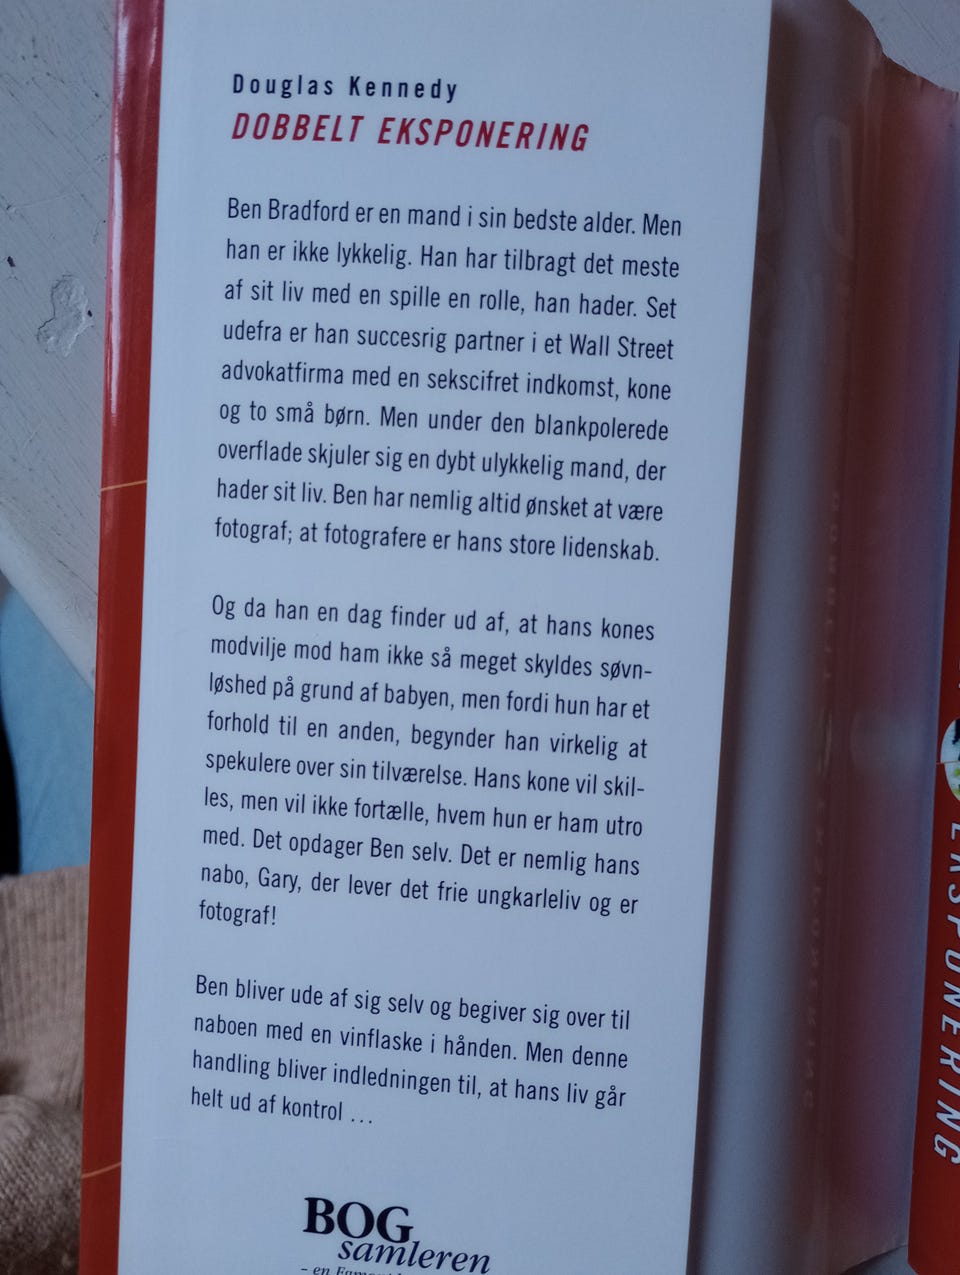 Douglas Kennedy
DOBBELT EKSPONERING
Ben Bradford er en mand i sin bedste alder. Men
han er ikke lykkelig. Han har tilbragt det meste
af sit liv med en spille en rolle, han hader. Set
udefra er han succesrig partner i et Wall Street
advokatfirma med en sekscifret indkomst, kone
og to små børn. Men under den blankpolerede
overflade skjuler sig en dybt ulykkelig mand, der
hader sit liv. Ben har nemlig altid ønsket at være
fotograf; at fotografere er hans store lidenskab.
Og da han en dag finder ud af, at hans kones
modvilje mod ham ikke så meget skyldes søvn-
løshed på grund af babyen, men fordi hun har et
forhold til en anden, begynder han virkelig at
spekulere over sin tilværelse. Hans kone vil skil-
les, men vil ikke fortælle, hvem hun er ham utro
med. Det opdager Ben selv. Det er nemlig hans
nabo, Gary, der lever det frie ungkarleliv og er
fotograf!
Ben bliver ude af sig selv og begiver sig over til
naboen med en vinflaske i hånden. Men denne
handling bliver indledningen til, at hans liv går
helt ud af kontrol ...
BOG
samleren
- en
EKSPONERING